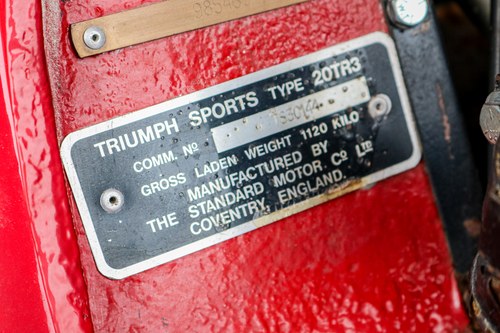 TRIUMPH SPORTS TYPE 20TR3
COMM. Nº
GROSS LADEN WEIGHT 1120 KILO
MANUFACTURED BY
THE STANDARD MOTOR. Cº Lᵀᴰ
COVENTRY, ENGLAND.